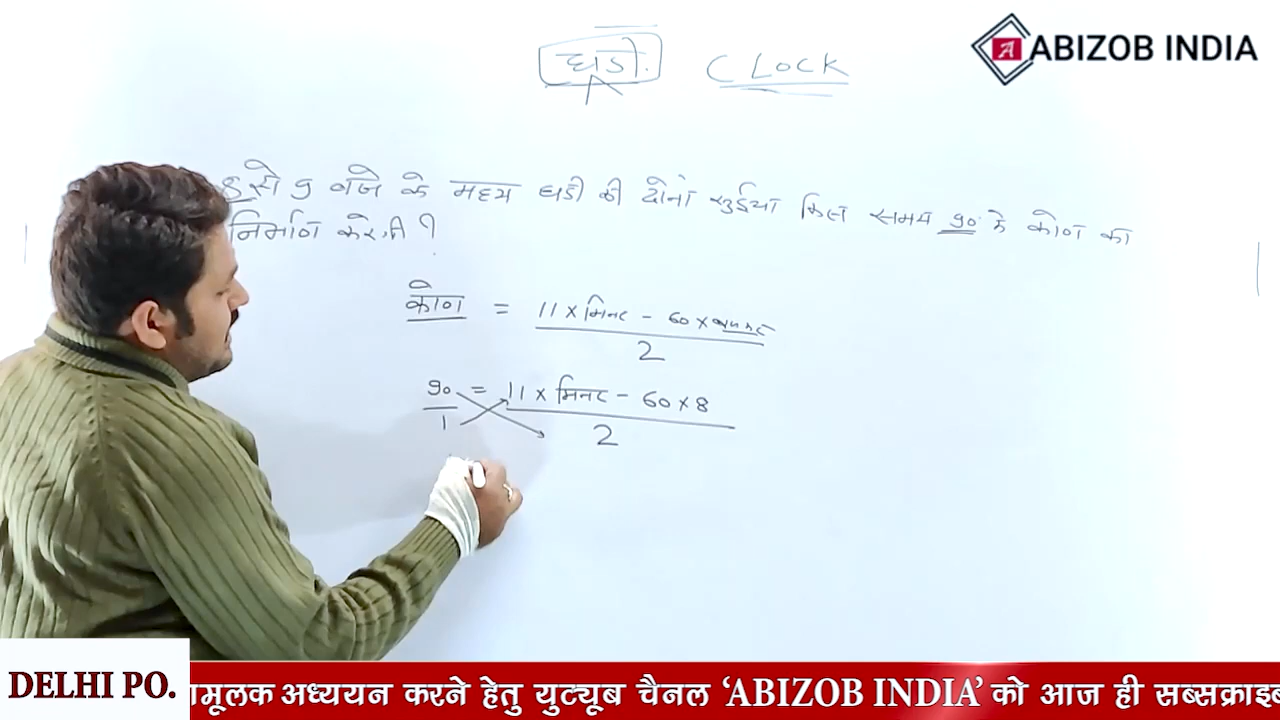 ABIZOB INDIA
घडी. CLOCK
8 से 9 बजे के मध्य घडी की दोनों सुईया किस समय 90° के कोण का
निर्माण करेगी ?
कोण = 11 × मिनट - 60 × घण्टा
2
90 = 11 × मिनट - 60 × 8
1 2
DELHI PO.
ामूलक अध्ययन करने हेतु युट्यूब चैनल ‘ABIZOB INDIA’ को आज ही सब्सक्राइब